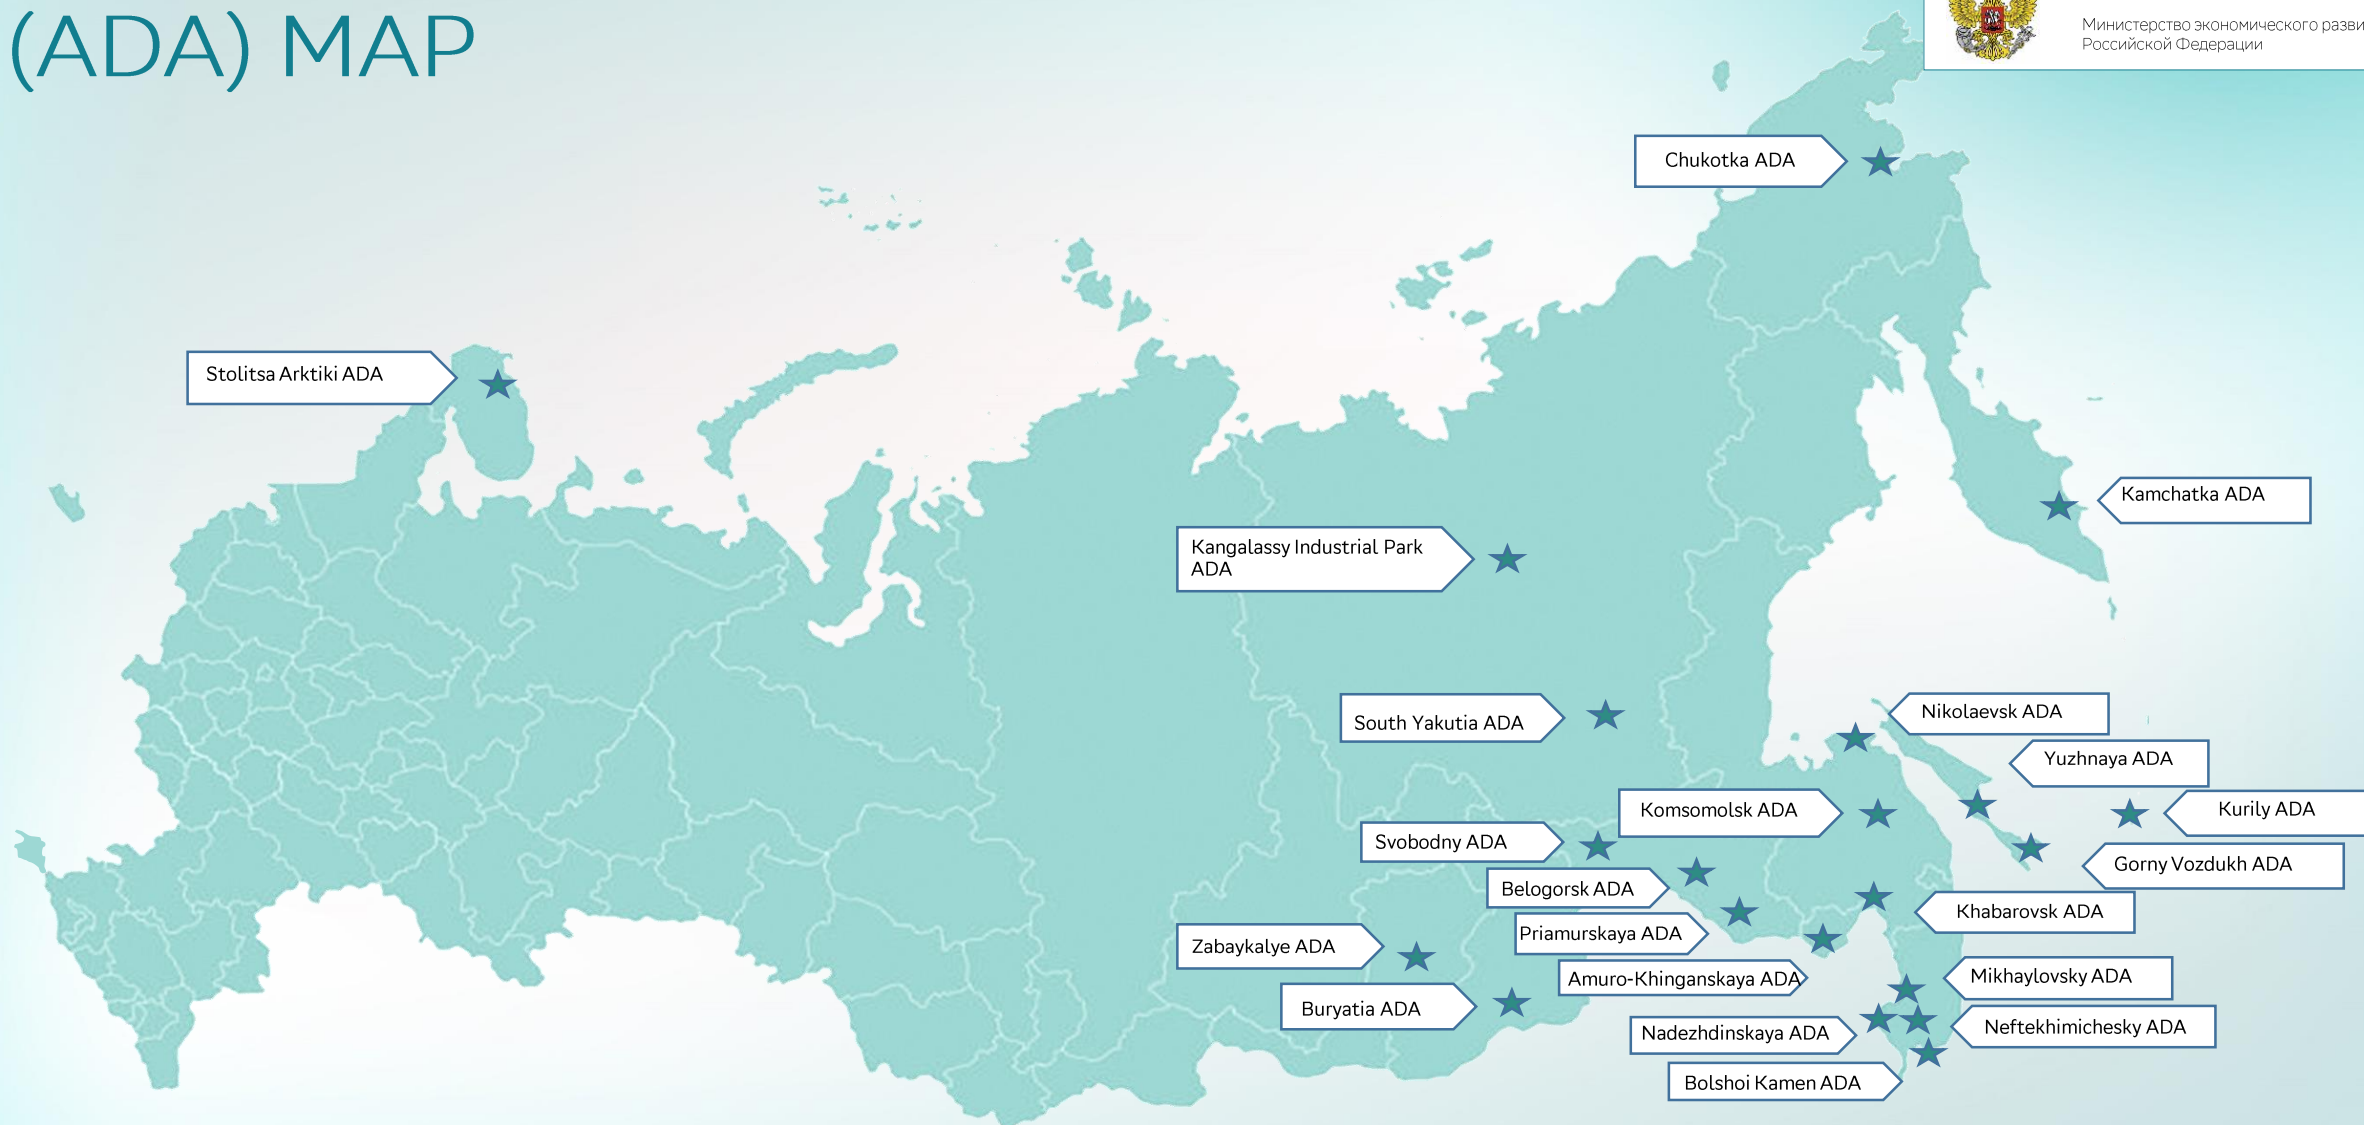 (ADA) MAP
Министерство экономического разви
Российской Федерации
Chukotka ADA
Stolitsa Arktiki ADA
Kamchatka ADA
Kangalassy Industrial Park
ADA
South Yakutia ADA
Nikolaevsk ADA
Yuzhnaya ADA
Komsomolsk ADA
Kurily ADA
Svobodny ADA
Gorny Vozdukh ADA
Belogorsk ADA
Khabarovsk ADA
Priamurskaya ADA
Zabaykalye ADA
Amuro-Khinganskaya ADA
Mikhaylovsky ADA
Buryatia ADA
Neftekhimichesky ADA
Nadezhdinskaya ADA
Bolshoi Kamen ADA